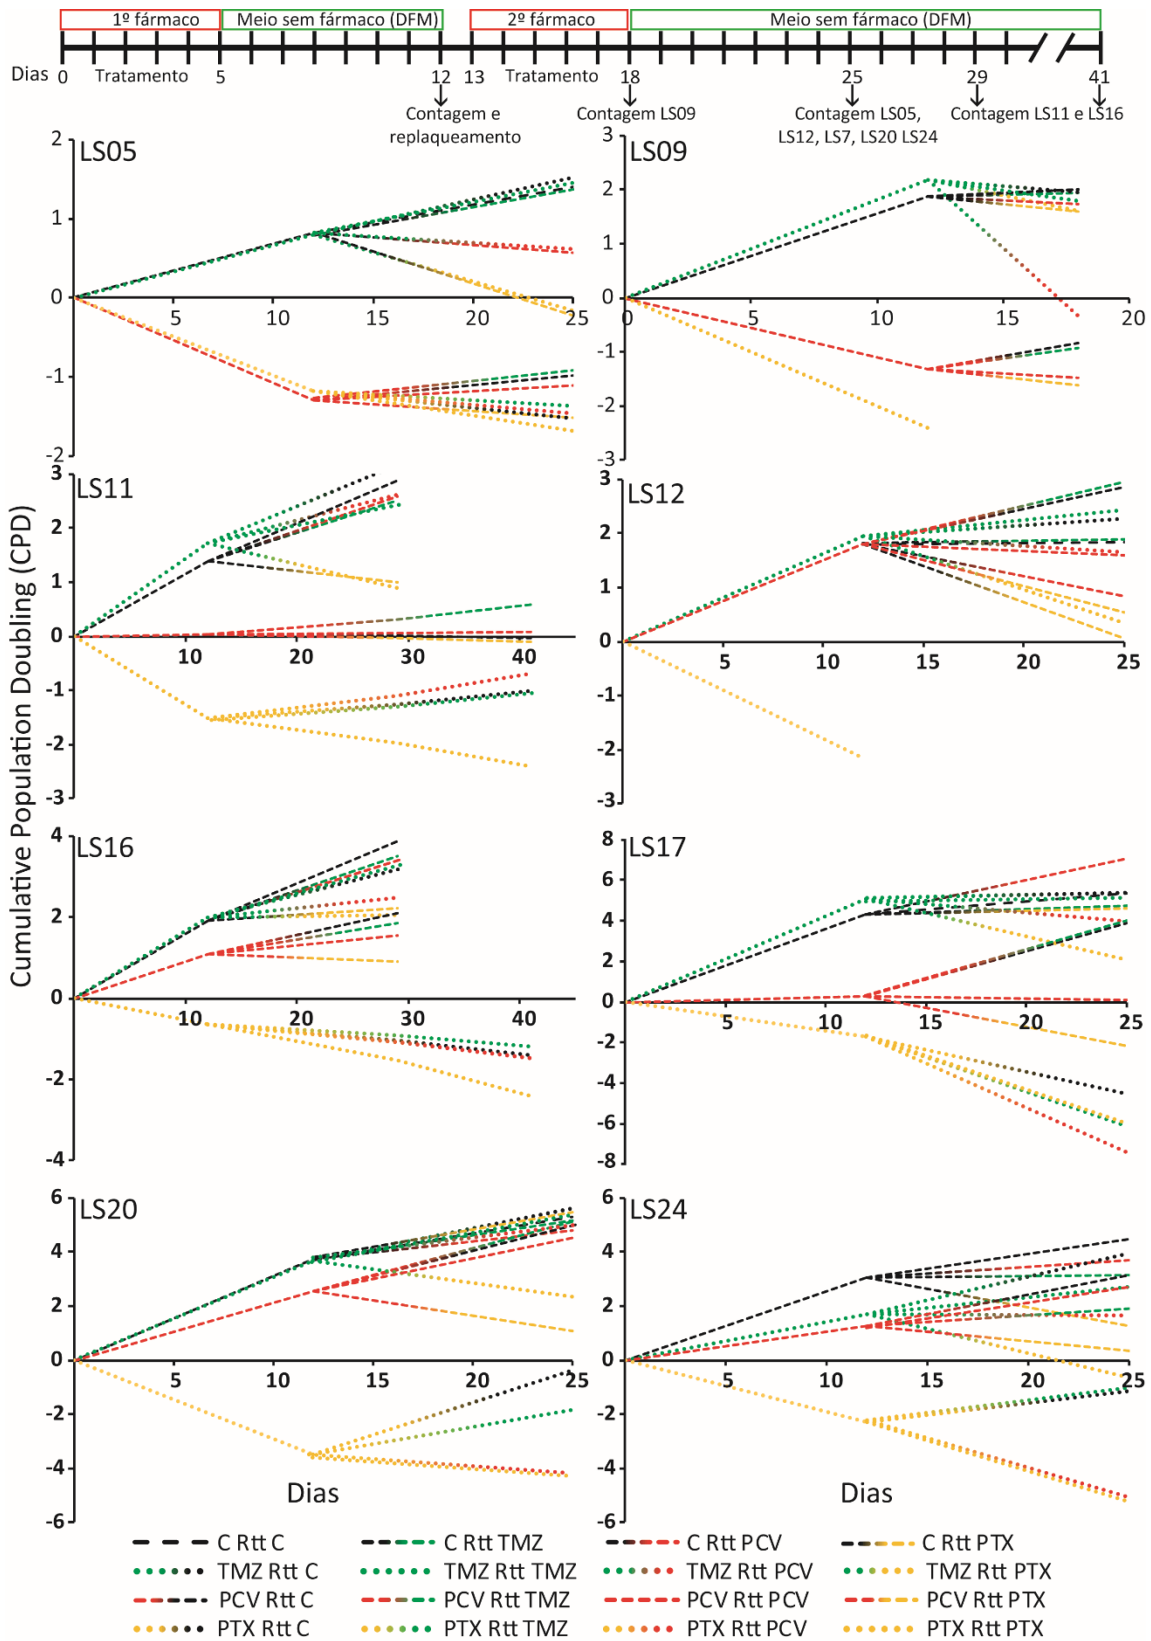 1º fármaco
Meio sem fármaco (DFM)
2º fármaco
Meio sem fármaco (DFM)
Dias 0 Tratamento 5 12 13 Tratamento 18 25 29 41
Contagem e
replaqueamento
Contagem LS09
Contagem LS05,
LS12, LS7, LS20 LS24
Contagem LS11 e LS16
Cumulative Population Doubling (CPD)
LS05
2
1
0
-1
-2
5 10 15 20 25
LS09
3
2
1
0
-1
-2
-3
0 5 10 15 20
LS11
3
2
1
0
-1
-2
-3
10 20 30 40
LS12
3
2
1
0
-1
-2
-3
5 10 15 20 25
LS16
4
2
0
-2
-4
10 20 30 40
LS17
8
6
4
2
0
-2
-4
-6
-8
5 10 15 20 25
LS20
6
4
2
0
-2
-4
-6
5 10 15 20 25
Dias
LS24
6
4
2
0
-2
-4
-6
5 10 15 20 25
Dias
C Rtt C C Rtt TMZ C Rtt PCV C Rtt PTX
TMZ Rtt C TMZ Rtt TMZ TMZ Rtt PCV TMZ Rtt PTX
PCV Rtt C PCV Rtt TMZ PCV Rtt PCV PCV Rtt PTX
PTX Rtt C PTX Rtt TMZ PTX Rtt PCV PTX Rtt PTX